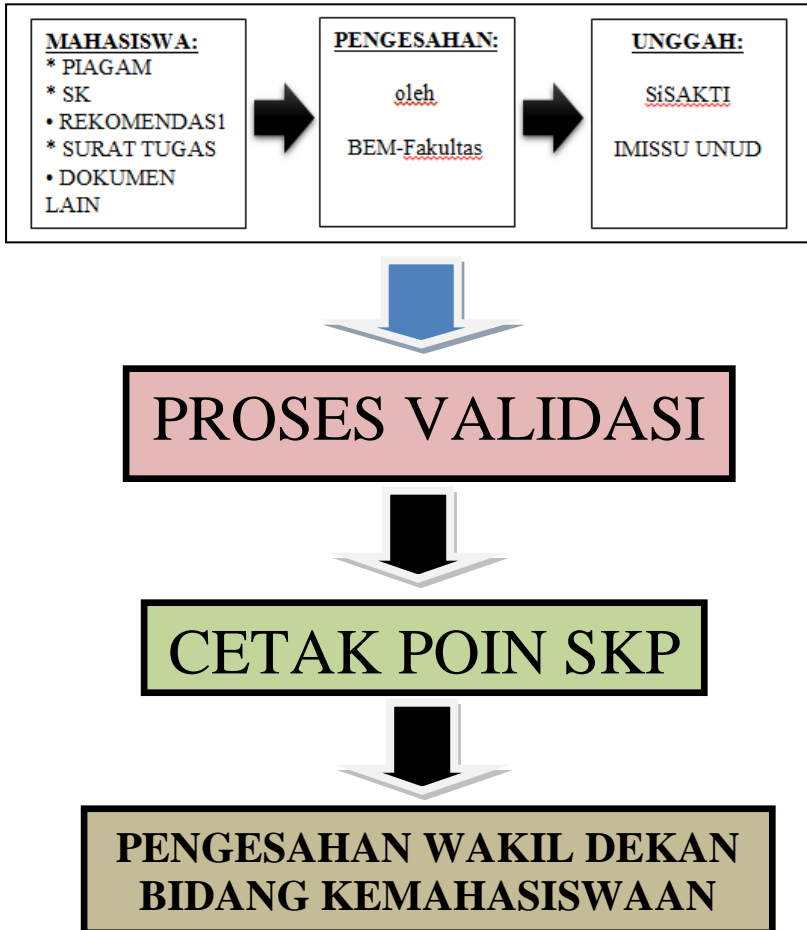 MAHASISWA:
* PIAGAM
* SK
• REKOMENDAS1
* SURAT TUGAS
• DOKUMEN
LAIN
PENGESAHAN:
oleh
BEM-Fakultas
UNGGAH:
SiSAKTI
IMISSU UNUD
PROSES VALIDASI
CETAK POIN SKP
PENGESAHAN WAKIL DEKAN
BIDANG KEMAHASISWAAN